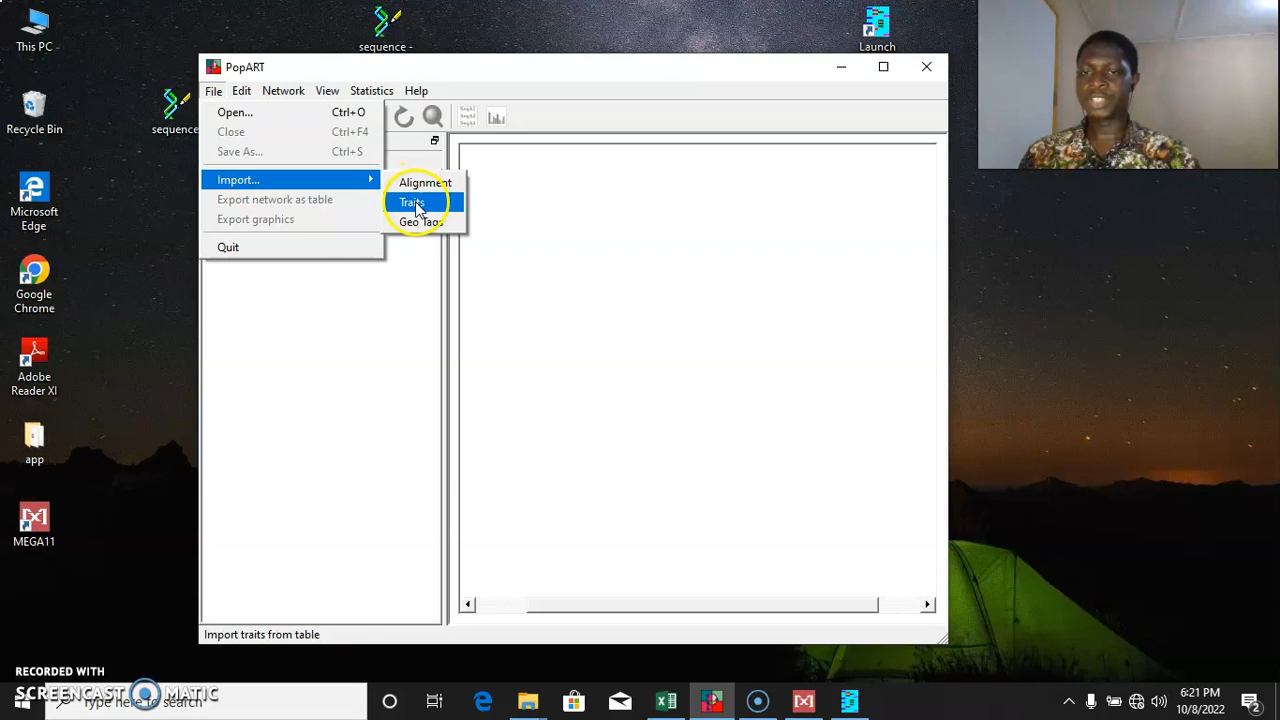 This PC
sequence -
Launch
PopART
File Edit Network View Statistics Help
Open... Ctrl+O
Close Ctrl+F4
Save As... Ctrl+S
Import...
Alignment
Traits
Geo Tags
Export network as table
Export graphics
Quit
Recycle Bin
sequence
Microsoft
Edge
Google
Chrome
Adobe
Reader XI
app
MEGA11
Import traits from table
RECORDED WITH
SCREENCAST MATIC
Type here to search
6:21 PM
10/8/2022
2